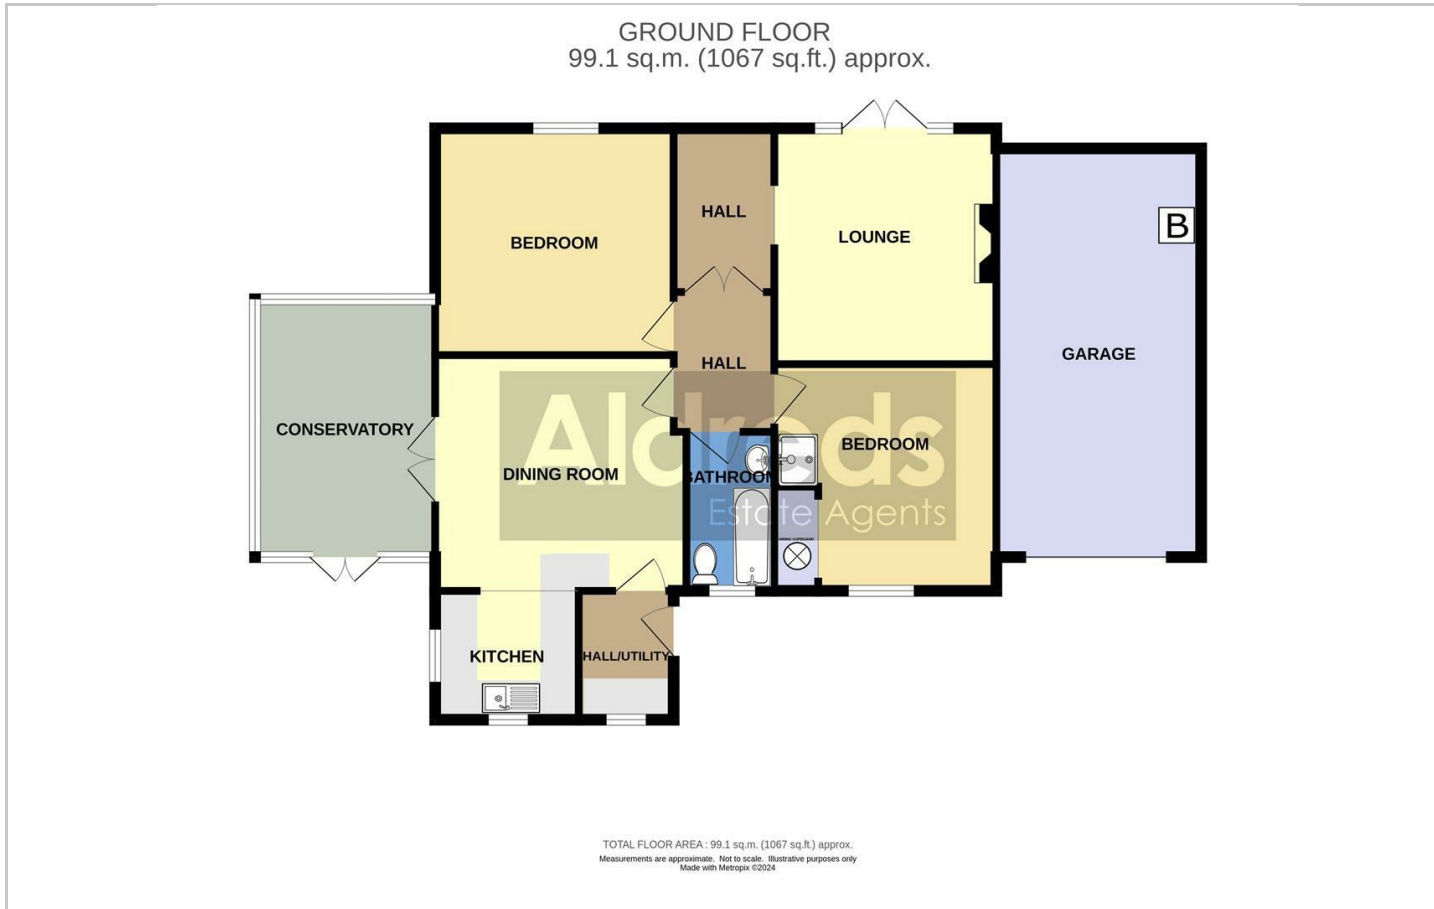 GROUND FLOOR
99.1 sq.m. (1067 sq.ft.) approx.
HALL
BEDROOM
LOUNGE
B
GARAGE
HALL
CONSERVATORY
Aldreds
Estate Agents
BEDROOM
DINING ROOM
BATHROOM
AIRING CUPBOARD
KITCHEN
HALL/UTILITY
TOTAL FLOOR AREA : 99.1 sq.m. (1067 sq.ft.) approx.
Measurements are approximate. Not to scale. Illustrative purposes only
Made with Metropix ©2024